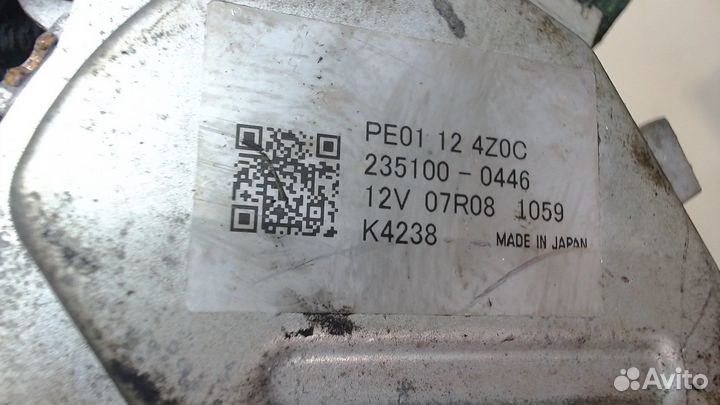 PE01 12 4Z0C
235100-0446
12V 07R08 1059
K4238 MADE IN JAPAN
Avito